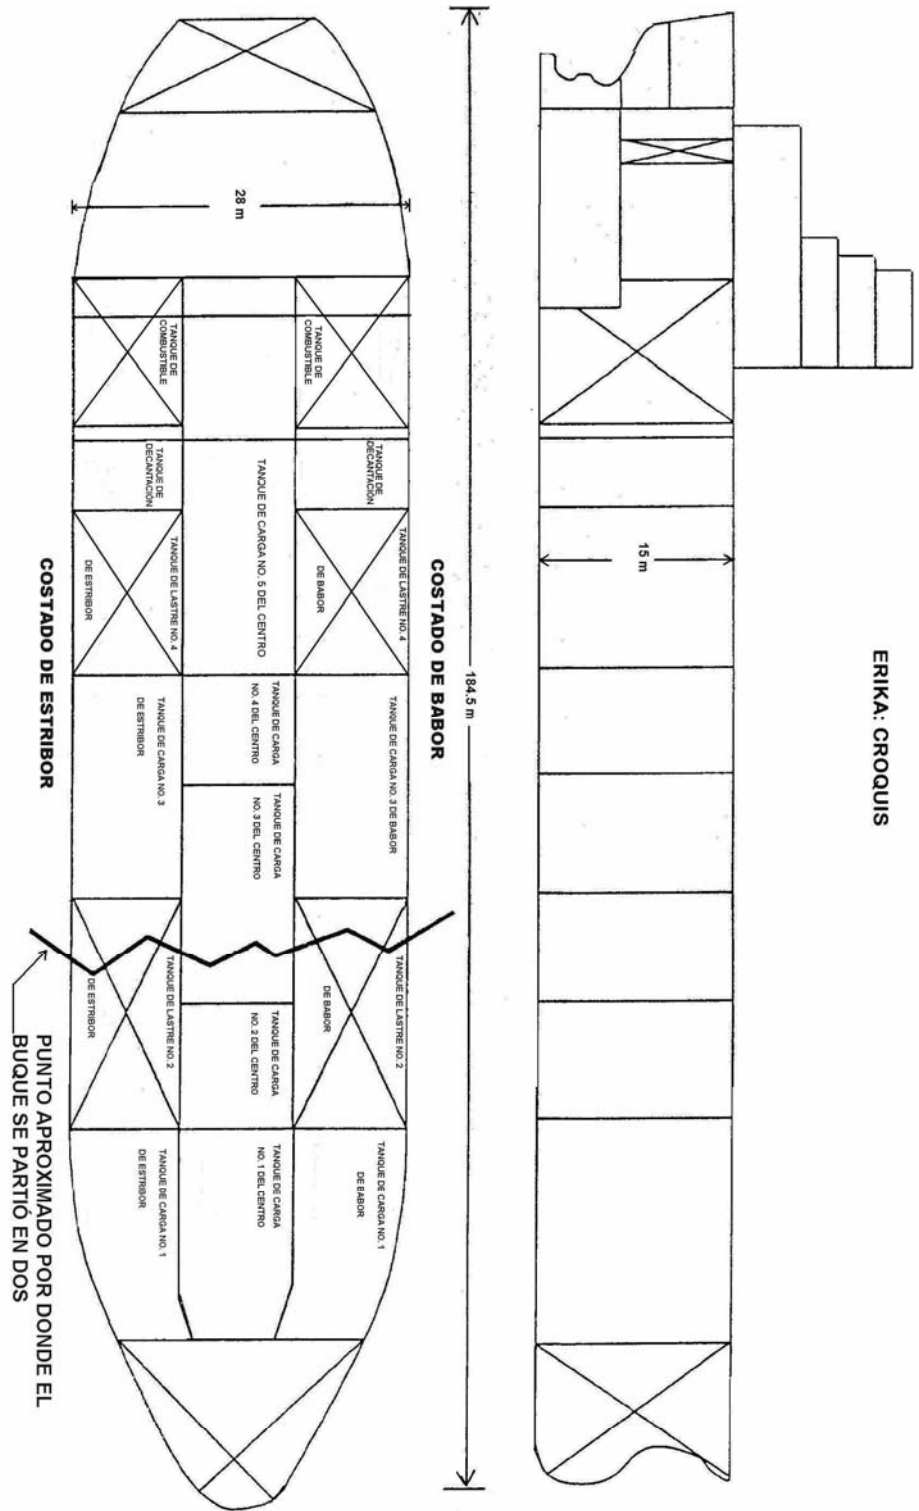 ERIKA: CROQUIS
15 m
184.5 m
COSTADO DE BABOR
28 m
TANQUE DE
COMBUSTIBLE
TANQUE DE
DECANTACIÓN
TANQUE DE LASTRE NO. 4
DE BABOR
TANQUE DE CARGA NO. 3 DE BABOR
TANQUE DE LASTRE NO. 2
DE BABOR
TANQUE DE CARGA NO. 1
DE BABOR
TANQUE DE CARGA NO. 5 DEL CENTRO
TANQUE DE CARGA
NO. 4 DEL CENTRO
TANQUE DE CARGA
NO. 3 DEL CENTRO
TANQUE DE CARGA
NO. 2 DEL CENTRO
TANQUE DE CARGA
NO. 1 DEL CENTRO
TANQUE DE
COMBUSTIBLE
TANQUE DE
DECANTACIÓN
TANQUE DE LASTRE NO. 4
DE ESTRIBOR
TANQUE DE CARGA NO. 3
DE ESTRIBOR
TANQUE DE LASTRE NO. 2
DE ESTRIBOR
TANQUE DE CARGA NO. 1
DE ESTRIBOR
COSTADO DE ESTRIBOR
PUNTO APROXIMADO POR DONDE EL
BUQUE SE PARTIÓ EN DOS